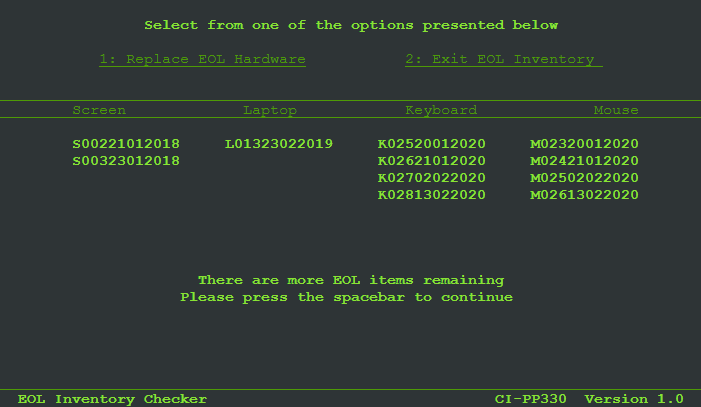 Select from one of the options presented below
1: Replace EOL Hardware 2: Exit EOL Inventory
Screen Laptop Keyboard Mouse
S00221012018 L01323022019 K02520012020 M02320012020
S00323012018 K02621012020 M02421012020
K02702022020 M02502022020
K02813022020 M02613022020
There are more EOL items remaining
Please press the spacebar to continue
EOL Inventory Checker CI-PP330 Version 1.0